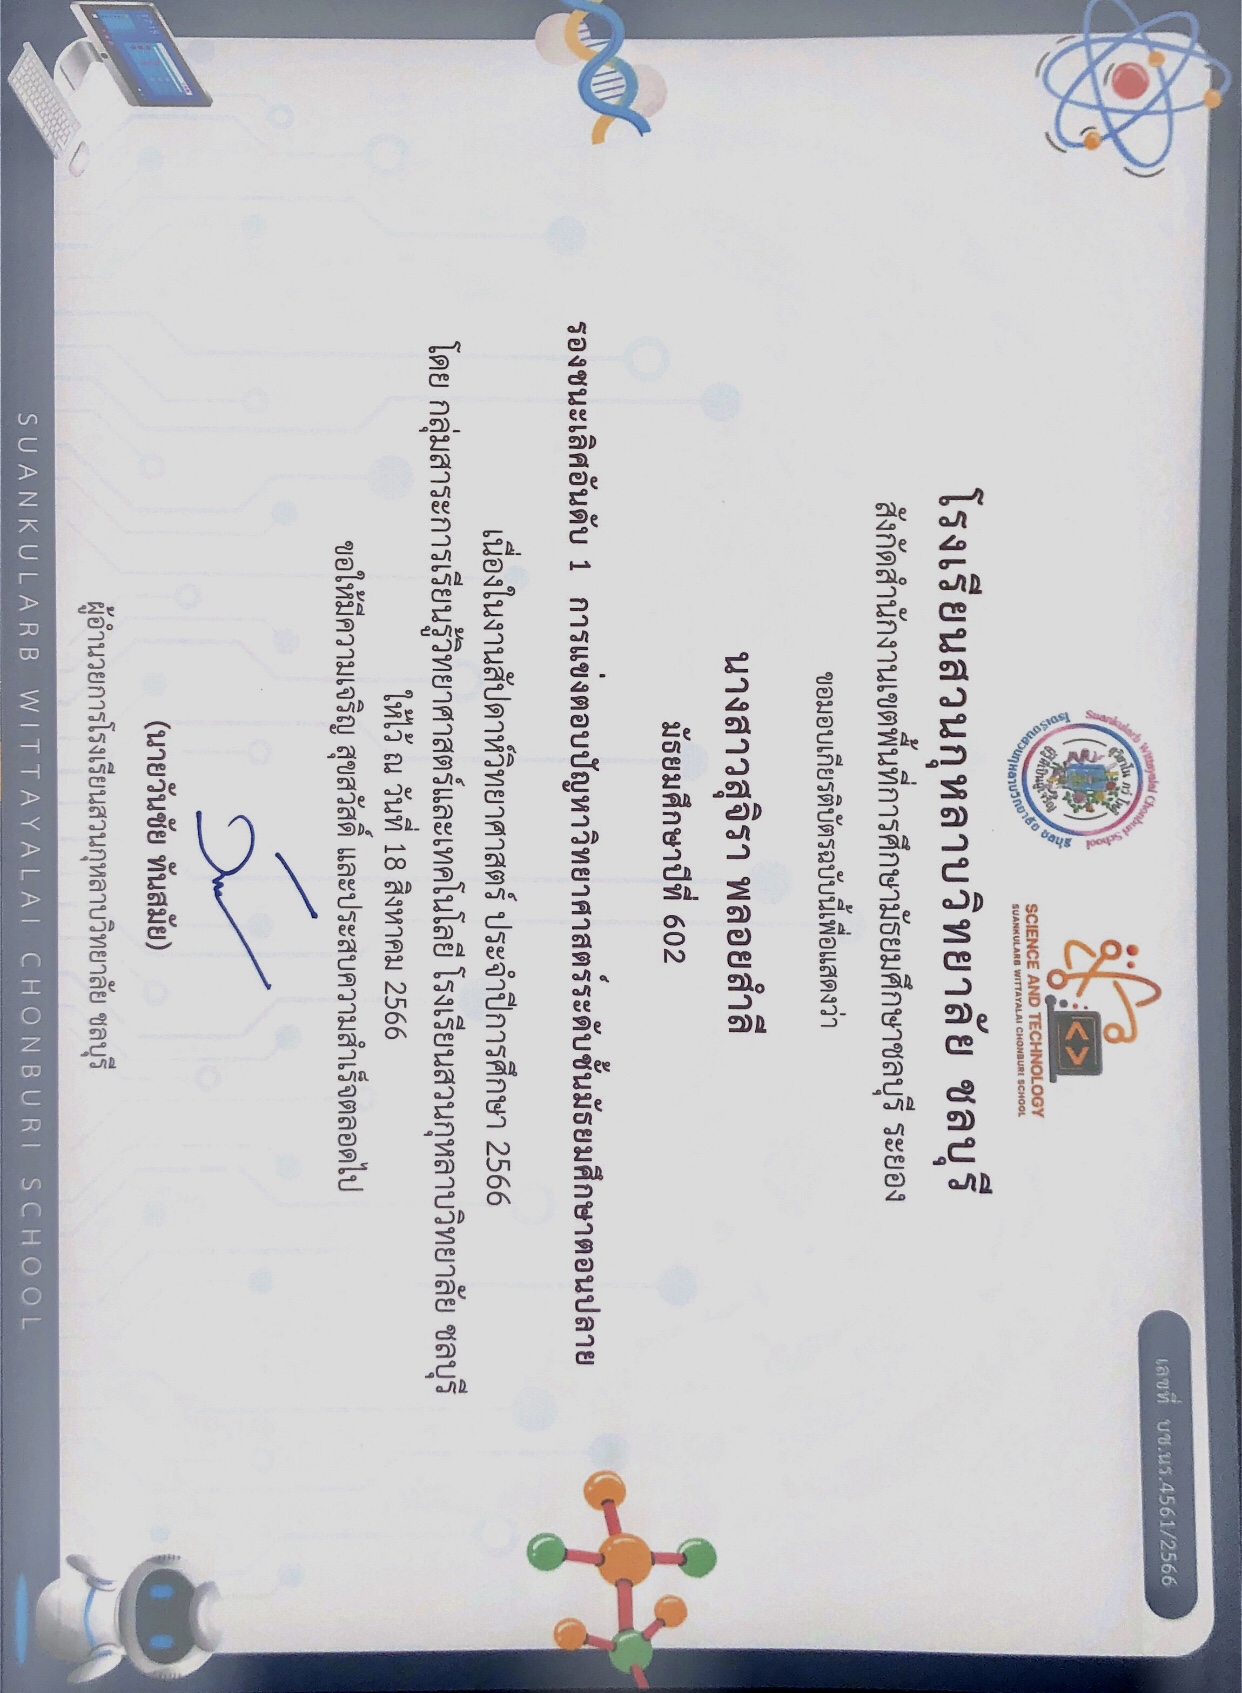 เลขที่ บช.นร.4561/2566
Suankularb Wittayalai Chonburi School
โรงเรียนสวนกุหลาบวิทยาลัย ชลบุรี
SCIENCE AND TECHNOLOGY
SUANKULARB WITTAYALAI CHONBURI SCHOOL
โรงเรียนสวนกุหลาบวิทยาลัย ชลบุรี
สังกัดสำนักงานเขตพื้นที่การศึกษามัธยมศึกษาชลบุรี ระยอง
ขอมอบเกียรติบัตรฉบับนี้เพื่อแสดงว่า
นางสาวสุจิรา พลอยสำลี
มัธยมศึกษาปีที่ 602
รองชนะเลิศอันดับ 1 การแข่งตอบปัญหาวิทยาศาสตร์ระดับชั้นมัธยมศึกษาตอนปลาย
เนื่องในงานสัปดาห์วิทยาศาสตร์ ประจำปีการศึกษา 2566
โดย กลุ่มสาระการเรียนรู้วิทยาศาสตร์และเทคโนโลยี โรงเรียนสวนกุหลาบวิทยาลัย ชลบุรี
ให้ไว้ ณ วันที่ 18 สิงหาคม 2566
ขอให้มีความเจริญ สุขสวัสดิ์ และประสบความสำเร็จตลอดไป
(นายวันชัย ทันสมัย)
ผู้อำนวยการโรงเรียนสวนกุหลาบวิทยาลัย ชลบุรี
SUANKULARB WITTAYALAI CHONBURI SCHOOL